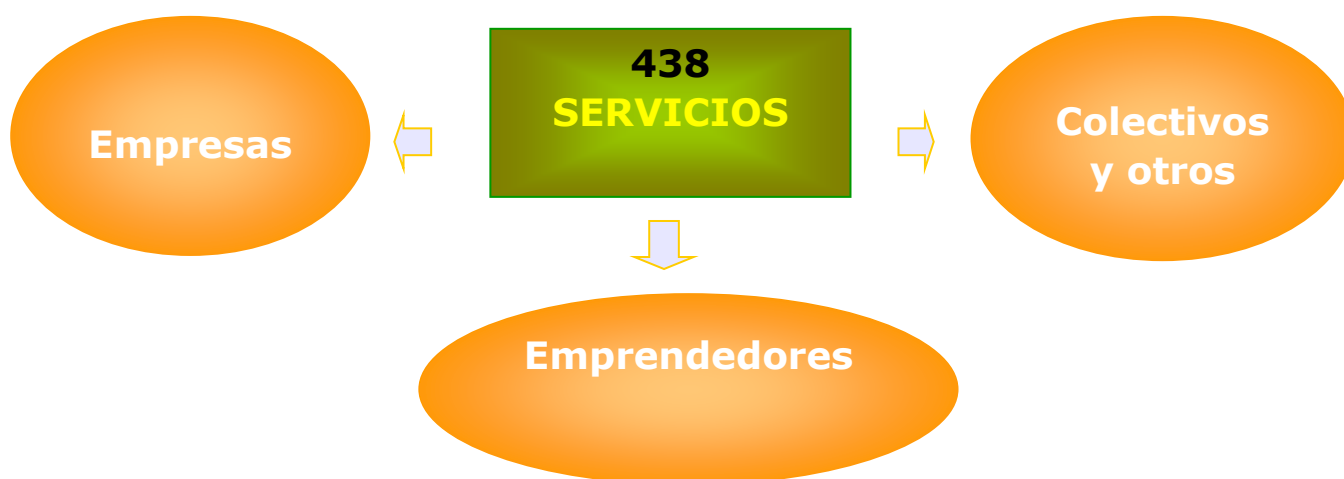 438
SERVICIOS
Empresas
Colectivos
y otros
Emprendedores